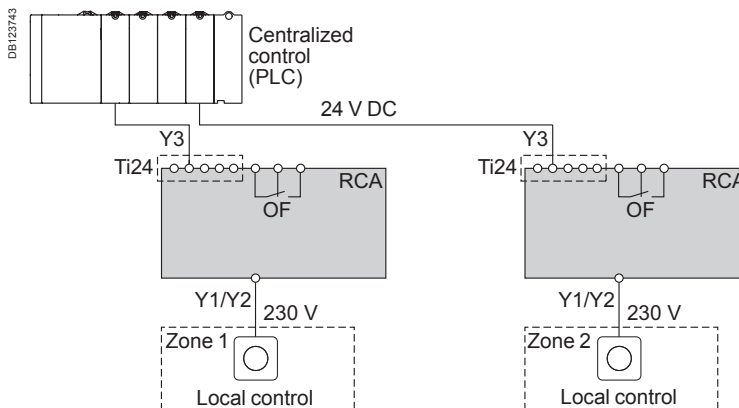 DB123743
Centralized
control
(PLC)
24 V DC
Y3
Y3
Ti24
RCA
OF
Ti24
RCA
OF
Y1/Y2
230 V
Y1/Y2
230 V
Zone 1
Local control
Zone 2
Local control